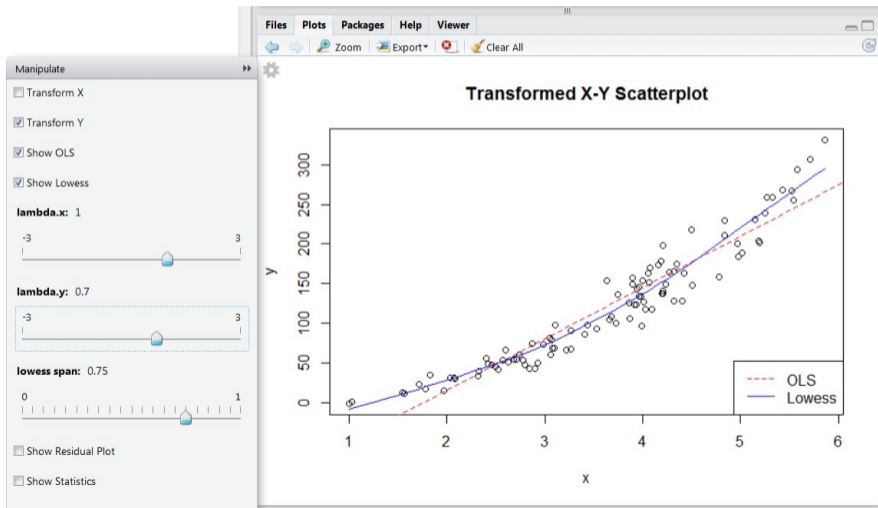 Files Plots Packages Help Viewer
Zoom Export Clear All
Manipulate
Transform X
Transform Y
Show OLS
Show Lowess
lambda.x: 1
-3 3
lambda.y: 0.7
-3 3
lowess span: 0.75
0 1
Show Residual Plot
Show Statistics
Transformed X-Y Scatterplot
y
300
250
200
150
100
50
0
OLS
Lowess
1 2 3 4 5 6
x